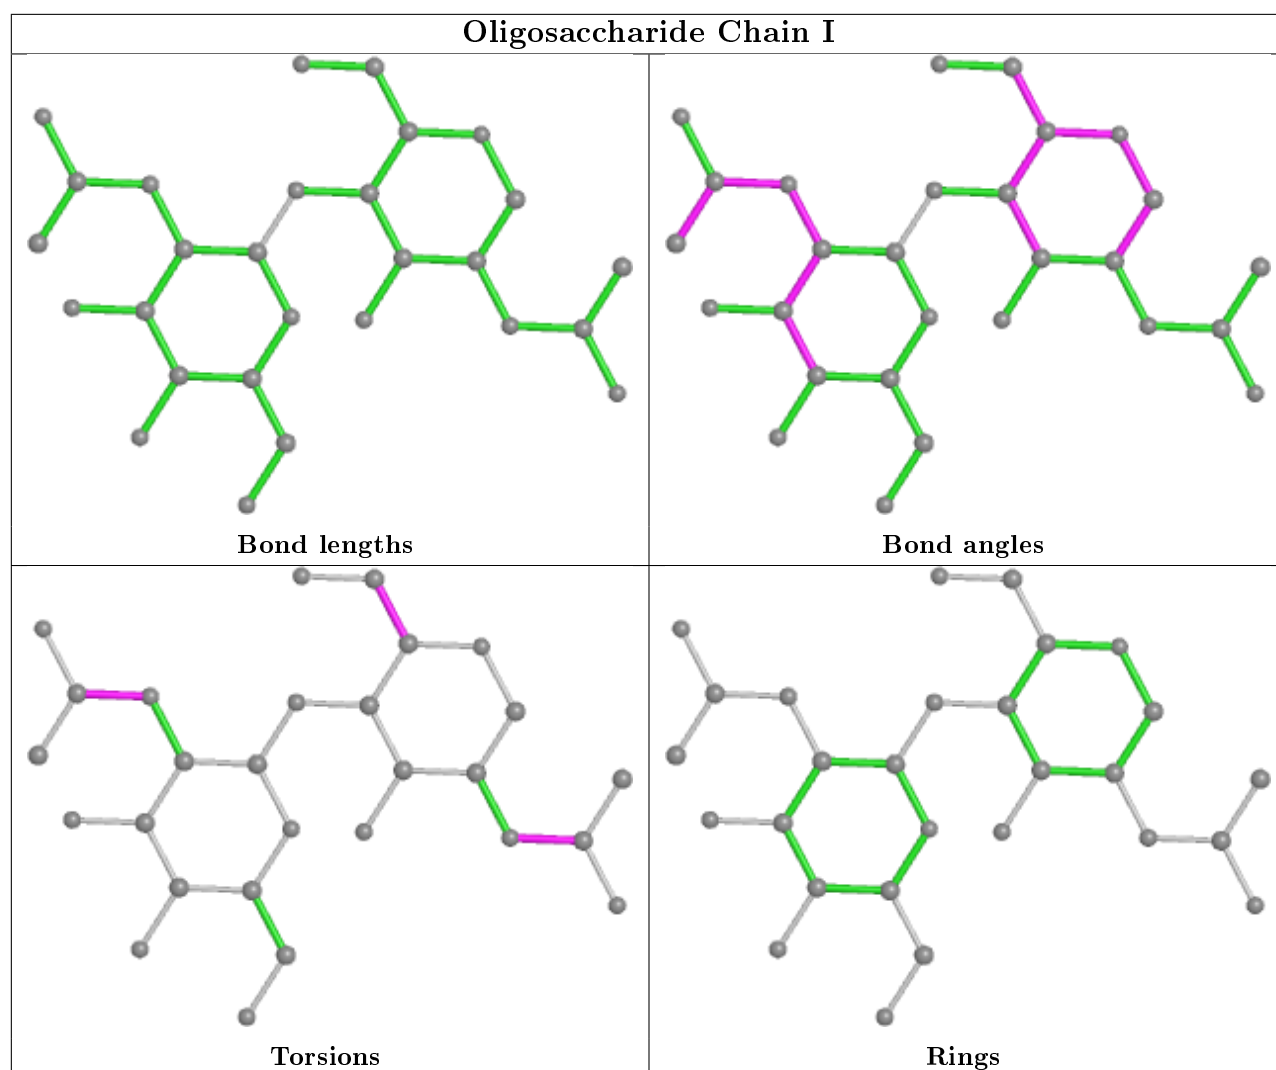 Oligosaccharide Chain I
Bond lengths
Bond angles
Torsions
Rings